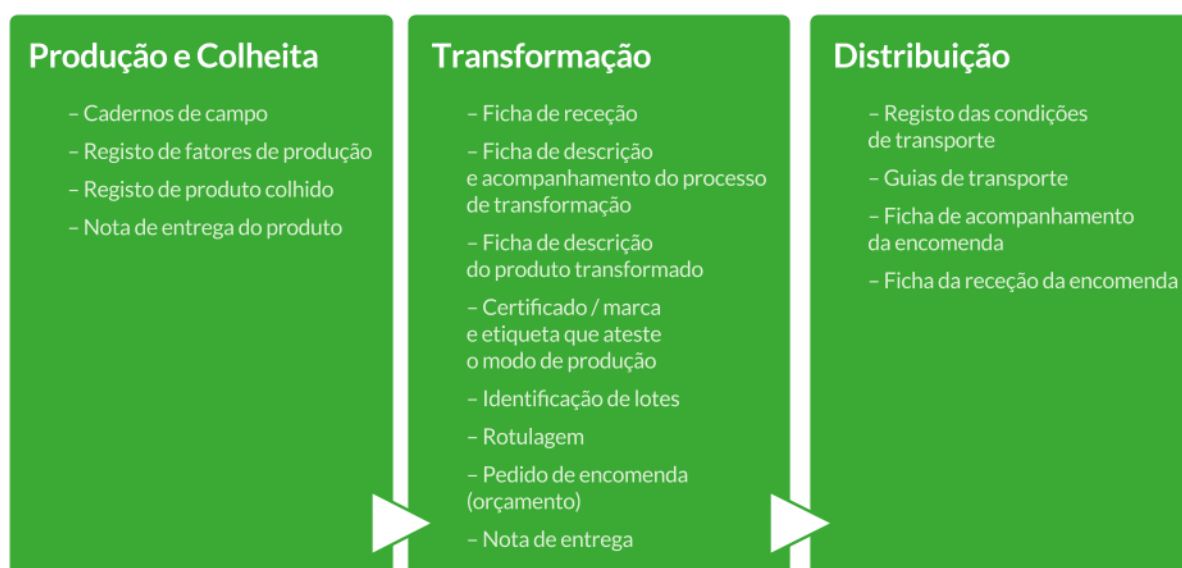 Produção e Colheita
– Cadernos de campo
– Registo de fatores de produção
– Registo de produto colhido
– Nota de entrega do produto
Transformação
– Ficha de receção
– Ficha de descrição
e acompanhamento do processo
de transformação
– Ficha de descrição
do produto transformado
– Certificado / marca
e etiqueta que ateste
o modo de produção
– Identificação de lotes
– Rotulagem
– Pedido de encomenda
(orçamento)
– Nota de entrega
Distribuição
– Registo das condições
de transporte
– Guias de transporte
– Ficha de acompanhamento
da encomenda
– Ficha da receção da encomenda